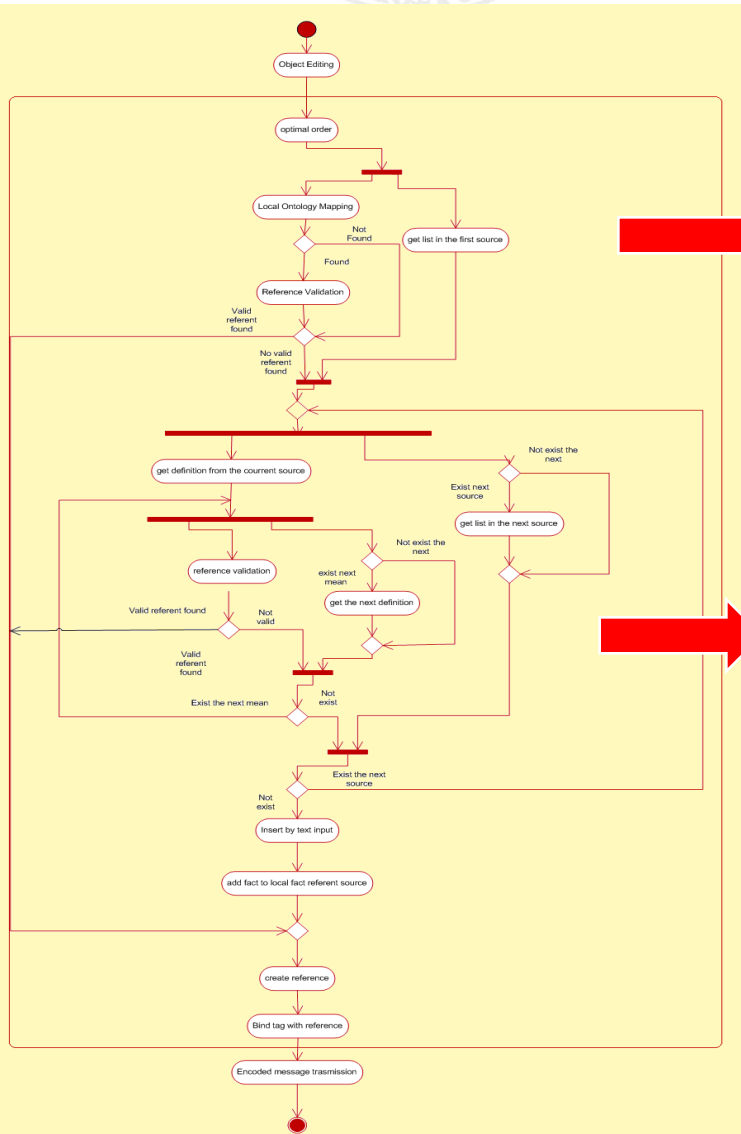 Object Editing
optimal order
Local Ontology Mapping
Not
Found
get list in the first source
Found
Reference Validation
Valid
referent
found
No valid
referent
found
Not exist the
next
get definition from the courrent source
Exist next
source
get list in the next source
Not exist the
next
reference validation
exist next
mean
get the next definition
Valid referent found
Not
valid
Valid
referent
found
Not
exist
Exist the next mean
Exist the next
source
Not
exist
Insert by text input
add fact to local fact referent source
create reference
Bind tag with reference
Encoded message trasmission